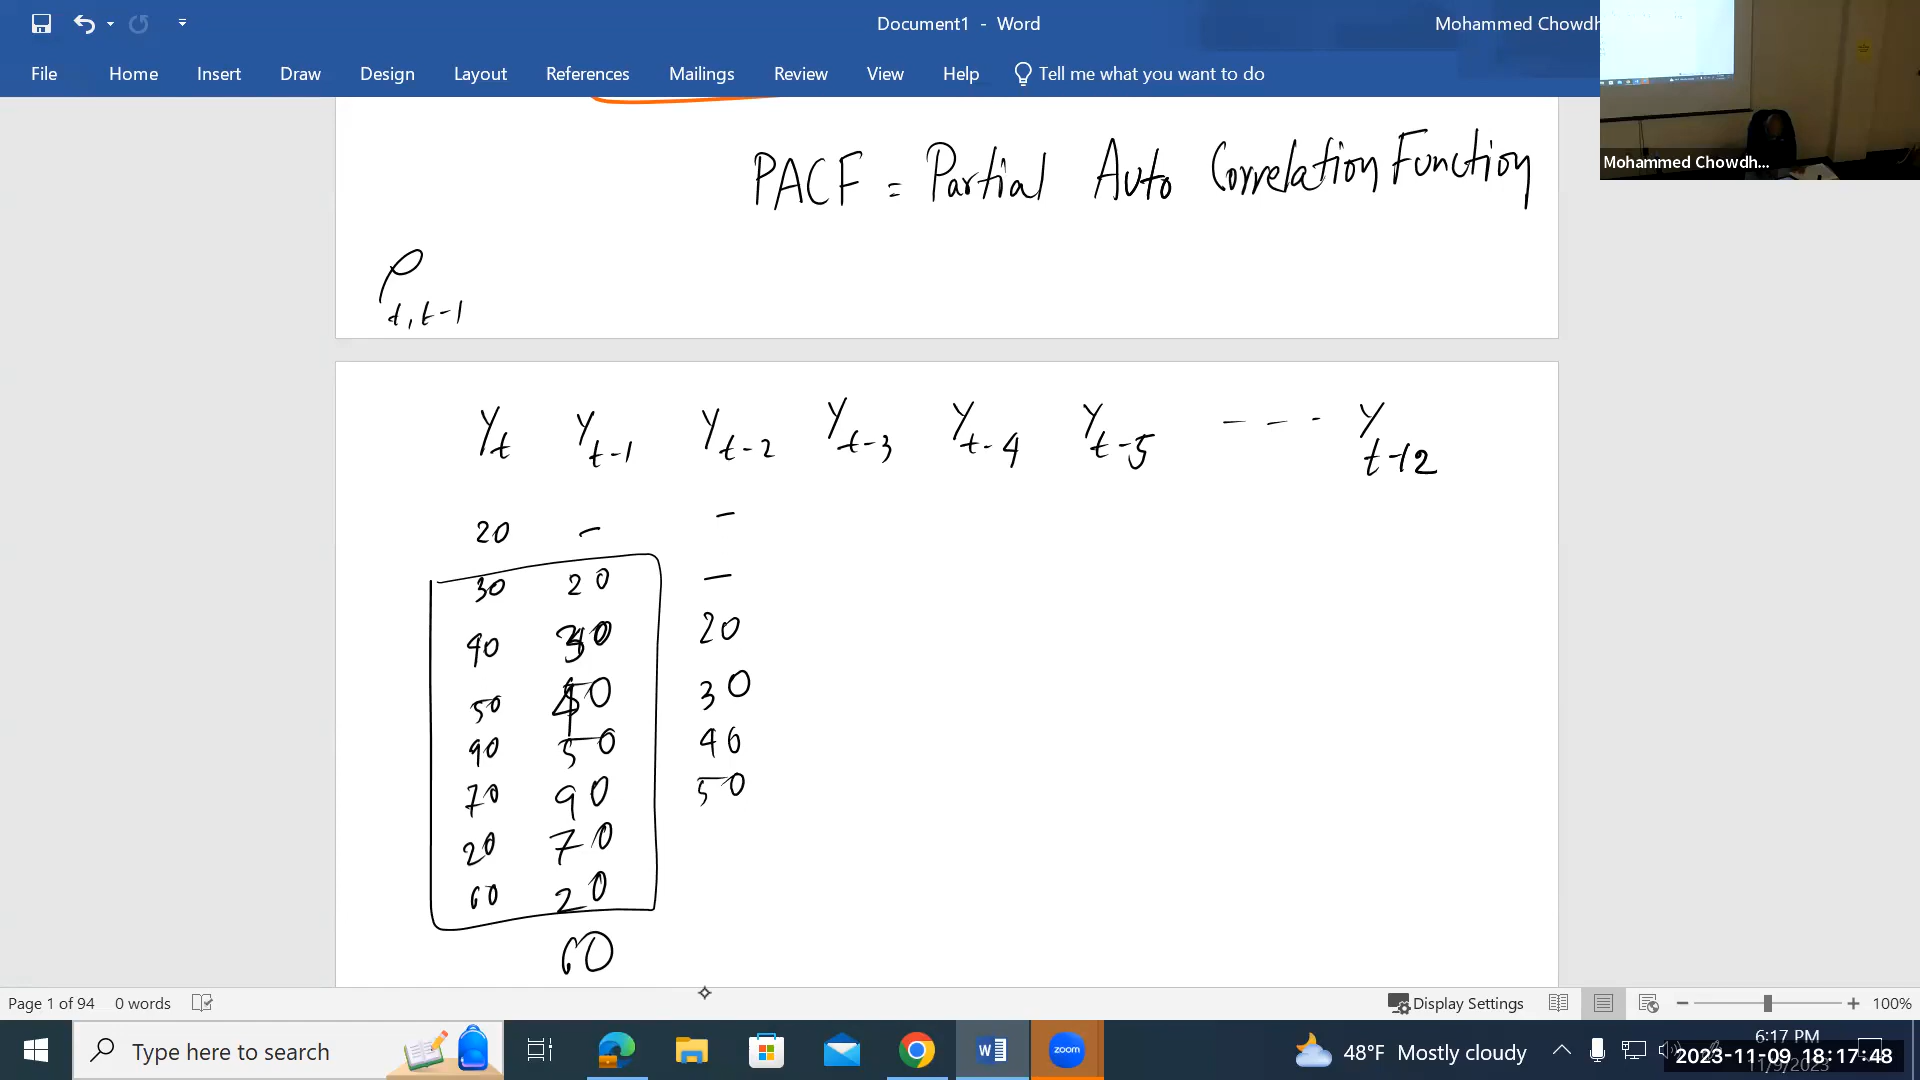 Document1 - Word
Mohammed Chowdh
File Home Insert Draw Design Layout References Mailings Review View Help Tell me what you want to do
Mohammed Chowdh...
PACF = Partial Auto Correlation Function
ρ t, t-1
Yt Yt-1 Yt-2 Yt-3 Yt-4 Yt-5 - - - - Yt-12
20 - -
30 20 -
40 30 20
50 40 30
90 50 40
70 90 50
20 70
60 20
60
Page 1 of 94 0 words Display Settings 100%
Type here to search zoom 48°F Mostly cloudy 6:17 PM
2023-11-09 18:17:48
11/9/2023